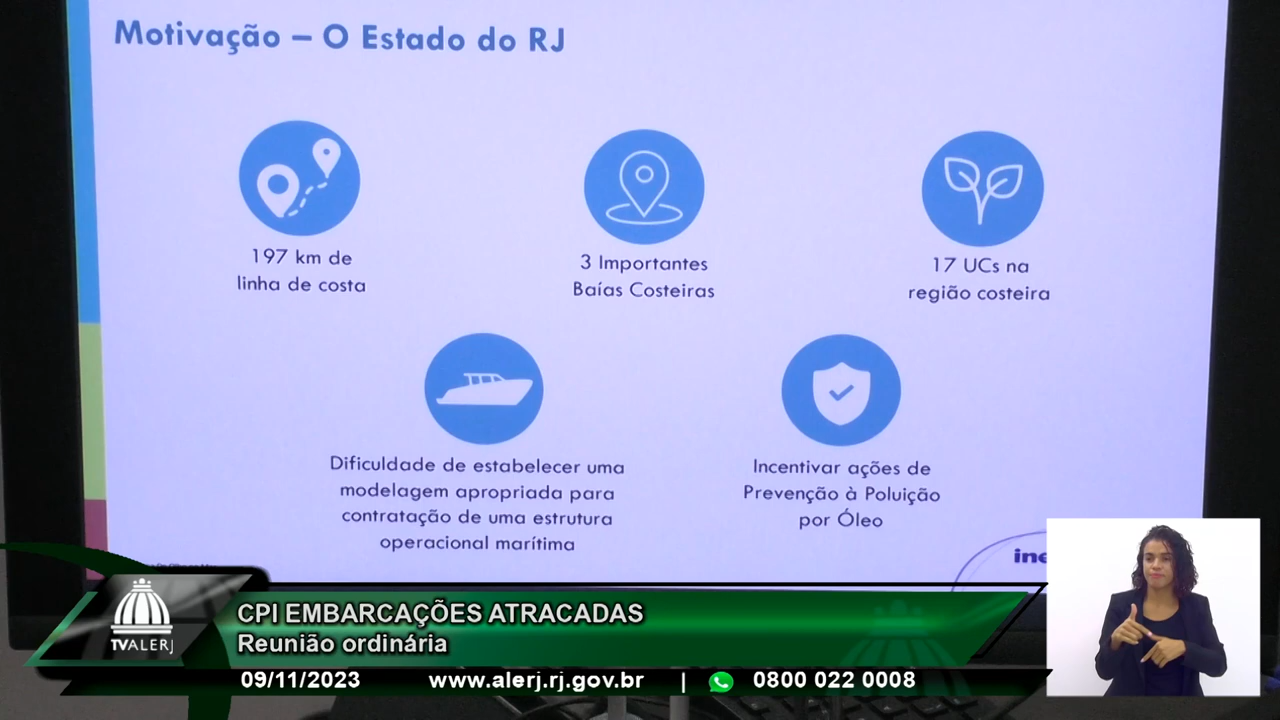 Motivação – O Estado do RJ
197 km de
linha de costa
3 Importantes
Baías Costeiras
17 UCs na
região costeira
Dificuldade de estabelecer uma
modelagem apropriada para
contratação de uma estrutura
operacional marítima
Incentivar ações de
Prevenção à Poluição
por Óleo
ine
CPI EMBARCAÇÕES ATRACADAS
Reunião ordinária
TVALERJ
09/11/2023 www.alerj.rj.gov.br | 0800 022 0008